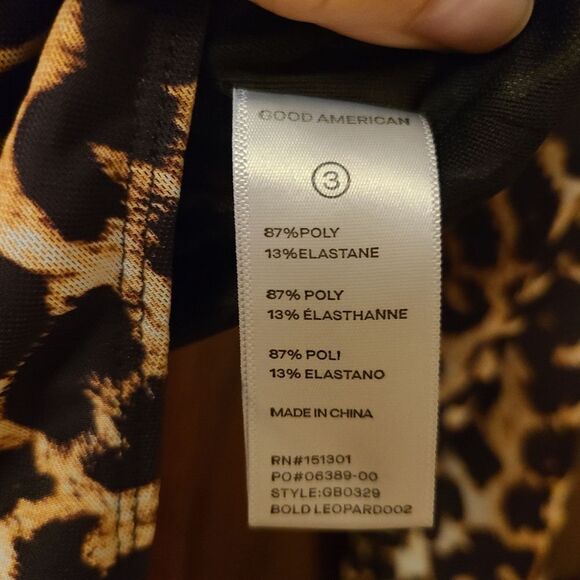 GOOD AMERICAN
3
87%POLY
13%ELASTANE
87% POLY
13% ÉLASTHANNE
87% POLI
13% ELASTANO
MADE IN CHINA
RN#151301
PO#06389-00
STYLE:GB0329
BOLD LEOPARD002